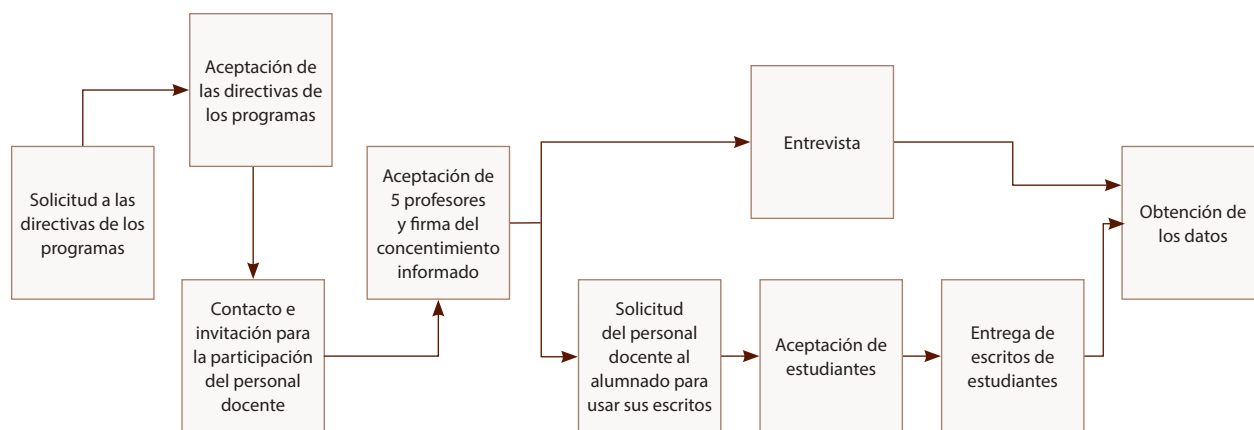 Solicitud a las
directivas de los
programas
Aceptación de
las directivas de
los programas
Contacto e
invitación para
la participación
del personal
docente
Aceptación de
5 profesores
y firma del
concentimiento
informado
Entrevista
Solicitud
del personal
docente al
alumnado para
usar sus escritos
Aceptación de
estudiantes
Entrega de
escritos de
estudiantes
Obtención de
los datos